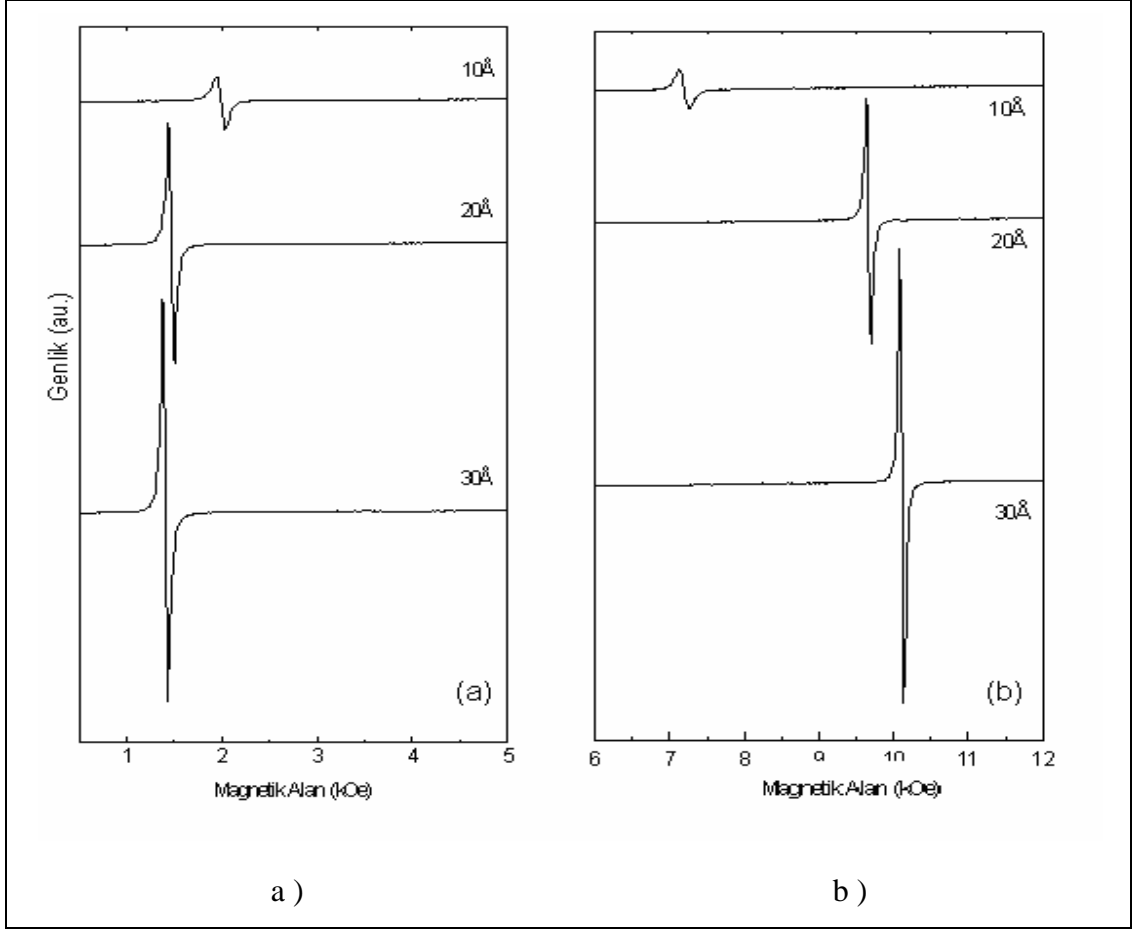 10Å
20Å
30Å
Genlik (au.)
(a)
1 2 3 4 5
Magnetik Alan (kOe)
10Å
20Å
30Å
(b)
6 7 8 9 10 11 12
Magnetik Alan (kOe)
a ) b )